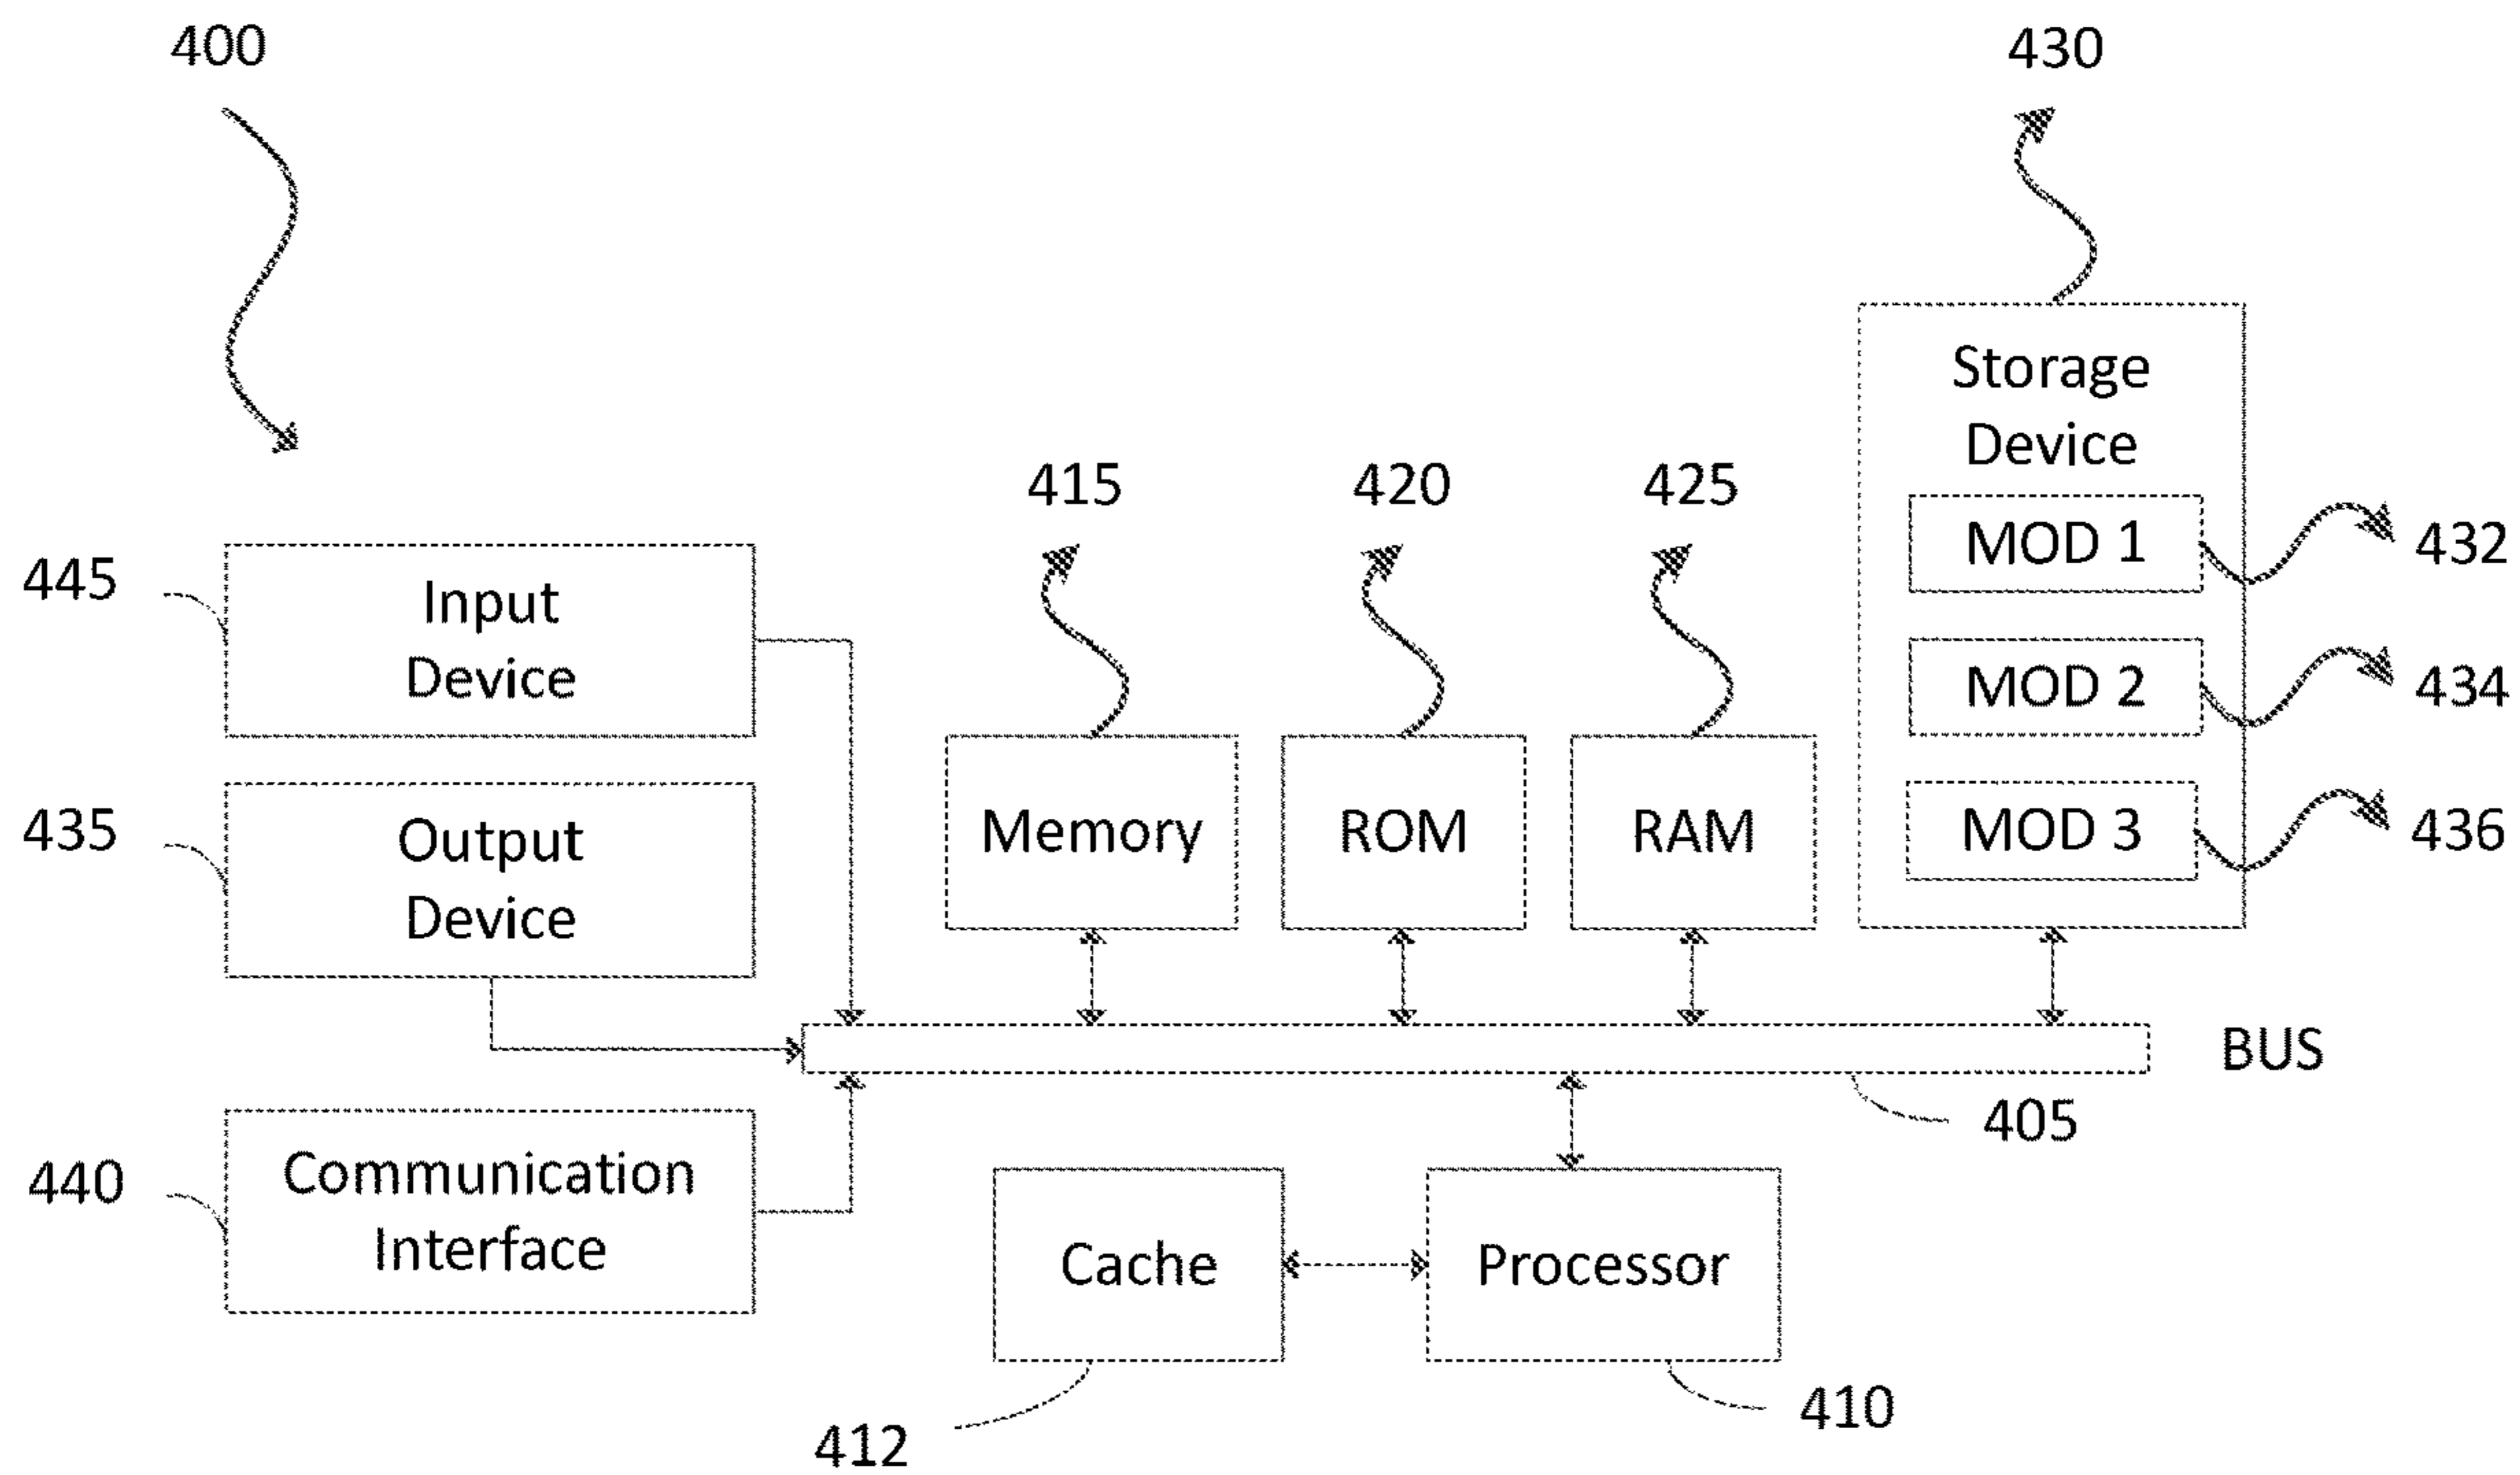 400
430
Storage
Device
415
420
425
MOD 1
432
445
Input
Device
MOD 2
434
435
Output
Device
Memory
ROM
RAM
MOD 3
436
BUS
405
440
Communication
Interface
Cache
Processor
410
412